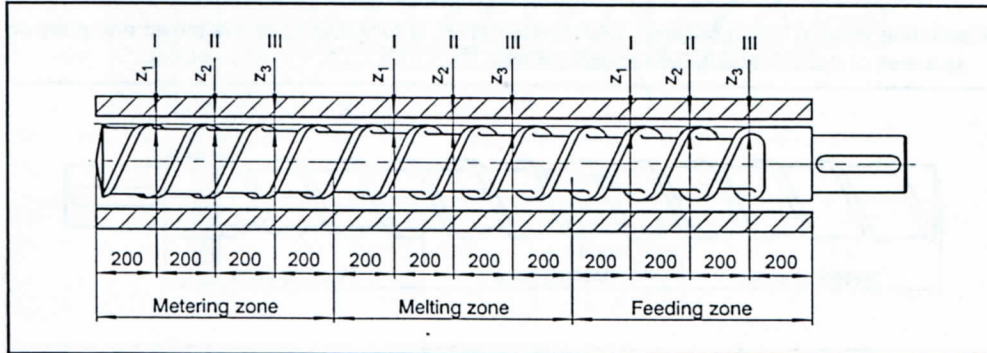 I II III I II III I II III
z1 z2 z3 z1 z2 z3 z1 z2 z3
200 200 200 200 200 200 200 200 200 200 200 200
Metering zone Melting zone Feeding zone